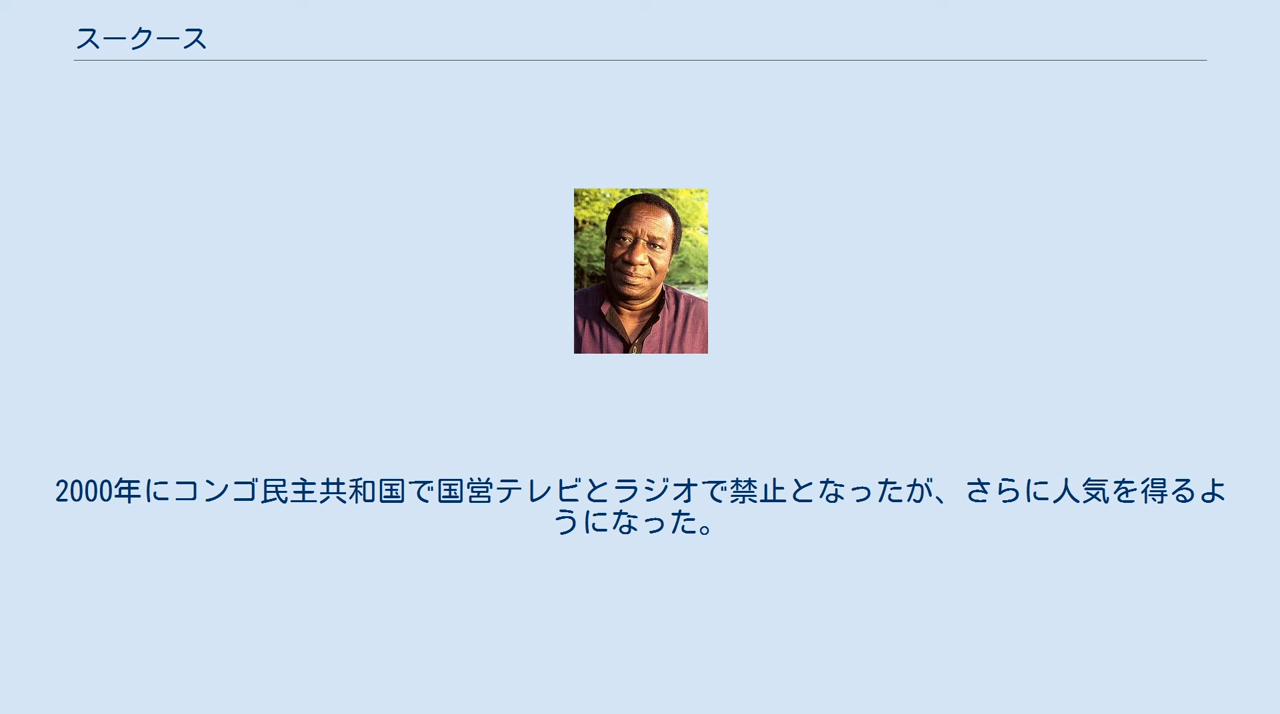 スークース
2000年にコンゴ民主共和国で国営テレビとラジオで禁止となったが、さらに人気を得るよ
うになった。